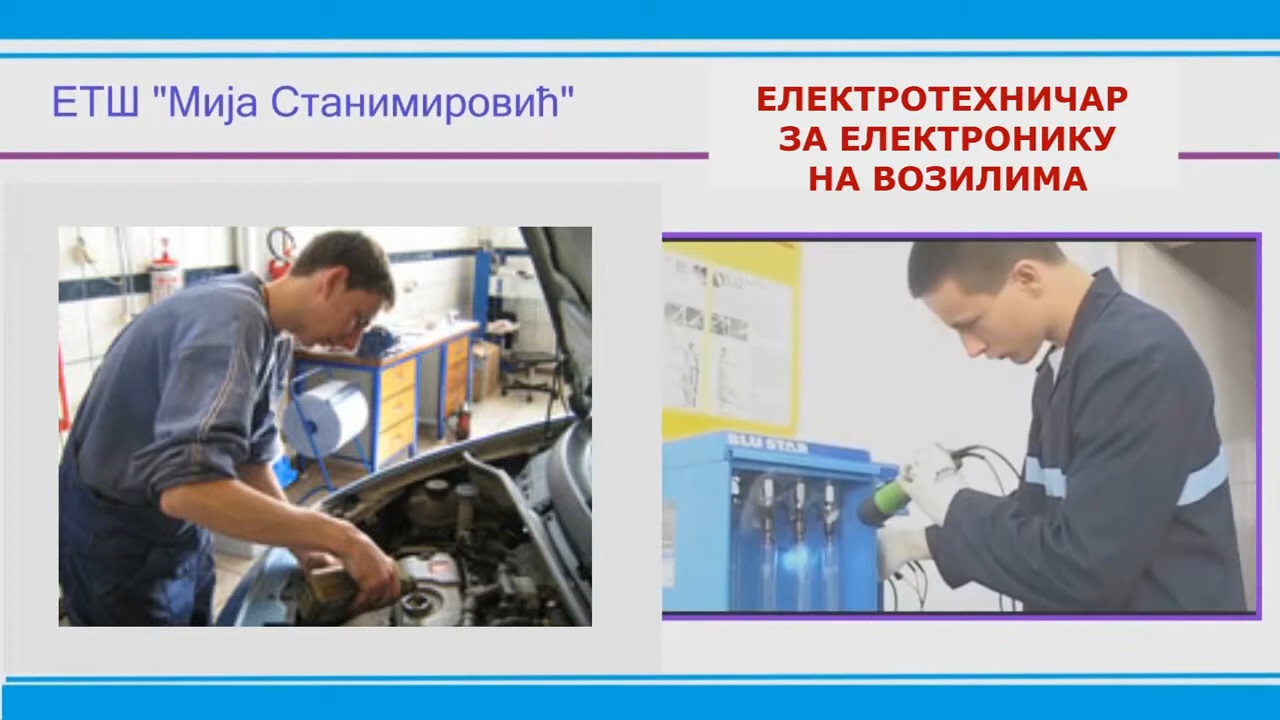 ЕТШ "Мија Станимировић"
ЕЛЕКТРОТЕХНИЧАР
ЗА ЕЛЕКТРОНИКУ
НА ВОЗИЛИМА
BLU STAR